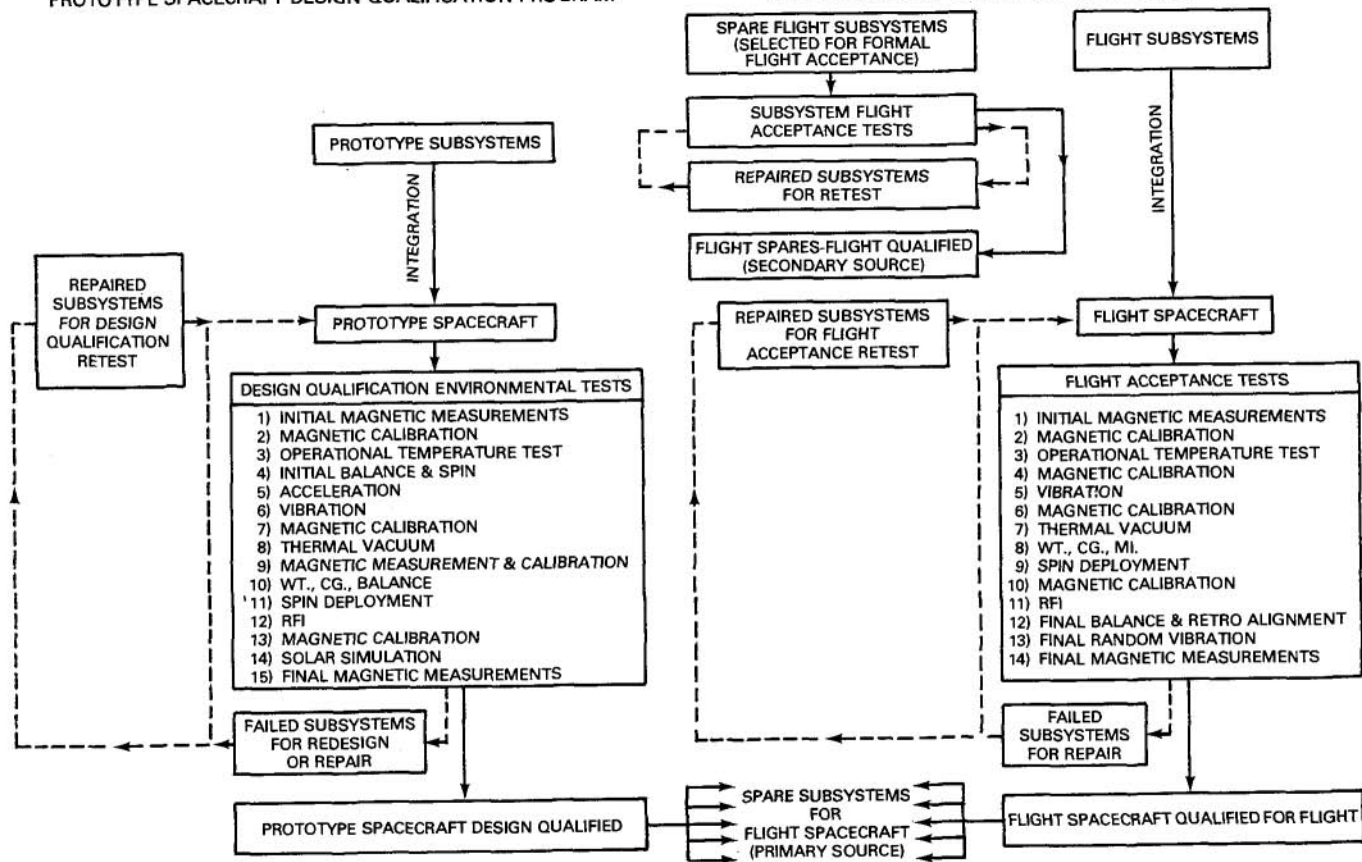 PROTOTYPE SPACECRAFT DESIGN QUALIFICATION PROGRAM
SPARE FLIGHT SUBSYSTEMS
(SELECTED FOR FORMAL
FLIGHT ACCEPTANCE)
FLIGHT SUBSYSTEMS
SUBSYSTEM FLIGHT
ACCEPTANCE TESTS
PROTOTYPE SUBSYSTEMS
REPAIRED SUBSYSTEMS
FOR RETEST
INTEGRATION
INTEGRATION
FLIGHT SPARES-FLIGHT QUALIFIED
(SECONDARY SOURCE)
REPAIRED
SUBSYSTEMS
FOR DESIGN
QUALIFICATION
RETEST
PROTOTYPE SPACECRAFT
REPAIRED SUBSYSTEMS
FOR FLIGHT
ACCEPTANCE RETEST
FLIGHT SPACECRAFT
DESIGN QUALIFICATION ENVIRONMENTAL TESTS
1) INITIAL MAGNETIC MEASUREMENTS
2) MAGNETIC CALIBRATION
3) OPERATIONAL TEMPERATURE TEST
4) INITIAL BALANCE & SPIN
5) ACCELERATION
6) VIBRATION
7) MAGNETIC CALIBRATION
8) THERMAL VACUUM
9) MAGNETIC MEASUREMENT & CALIBRATION
10) WT., CG., BALANCE
11) SPIN DEPLOYMENT
12) RFI
13) MAGNETIC CALIBRATION
14) SOLAR SIMULATION
15) FINAL MAGNETIC MEASUREMENTS
FLIGHT ACCEPTANCE TESTS
1) INITIAL MAGNETIC MEASUREMENTS
2) MAGNETIC CALIBRATION
3) OPERATIONAL TEMPERATURE TEST
4) MAGNETIC CALIBRATION
5) VIBRATION
6) MAGNETIC CALIBRATION
7) THERMAL VACUUM
8) WT., CG., MI.
9) SPIN DEPLOYMENT
10) MAGNETIC CALIBRATION
11) RFI
12) FINAL BALANCE & RETRO ALIGNMENT
13) FINAL RANDOM VIBRATION
14) FINAL MAGNETIC MEASUREMENTS
FAILED SUBSYSTEMS
FOR REDESIGN
OR REPAIR
FAILED
SUBSYSTEMS
FOR REPAIR
PROTOTYPE SPACECRAFT DESIGN QUALIFIED
SPARE SUBSYSTEMS
FOR
FLIGHT SPACECRAFT
(PRIMARY SOURCE)
FLIGHT SPACECRAFT QUALIFIED FOR FLIGHT